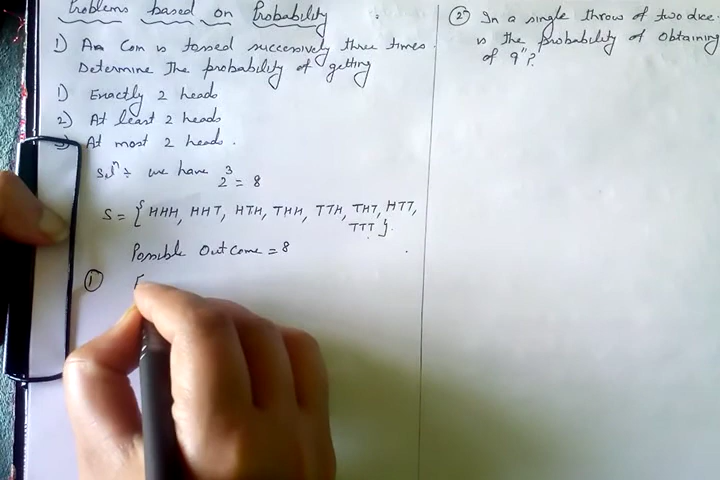 Problems based on Probability
1) A Coin is tossed successively three times.
Determine The probability of getting
1) Exactly 2 heads
2) At least 2 heads
3) At most 2 heads.
Solⁿ: we have 2³ = 8
S = { HHH, HHT, HTH, THH, TTH, THT, HTT,
TTT }.
Possible Outcome = 8
①
② In a single throw of two dice
is the probability of obtaining
of 9"?